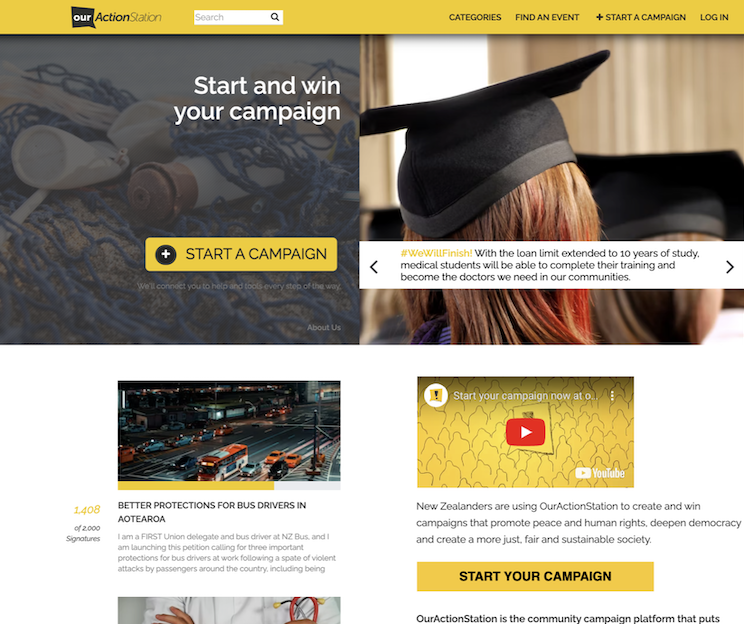 our ActionStation
Search
CATEGORIES
FIND AN EVENT
START A CAMPAIGN
LOG IN
Start and win
your campaign
START A CAMPAIGN
We'll connect you to help and tools every step of the way.
About Us
#WeWillFinish! With the loan limit extended to 10 years of study,
medical students will be able to complete their training and
become the doctors we need in our communities.
1,408
of 2,000
Signatures
BETTER PROTECTIONS FOR BUS DRIVERS IN
AOTEAROA
I am a FIRST Union delegate and bus driver at NZ Bus, and I
am launching this petition calling for three important
protections for bus drivers at work following a spate of violent
attacks by passengers around the country, including being
Start your campaign now at o...
YouTube
New Zealanders are using OurActionStation to create and win
campaigns that promote peace and human rights, deepen democracy
and create a more just, fair and sustainable society.
START YOUR CAMPAIGN
OurActionStation is the community campaign platform that puts